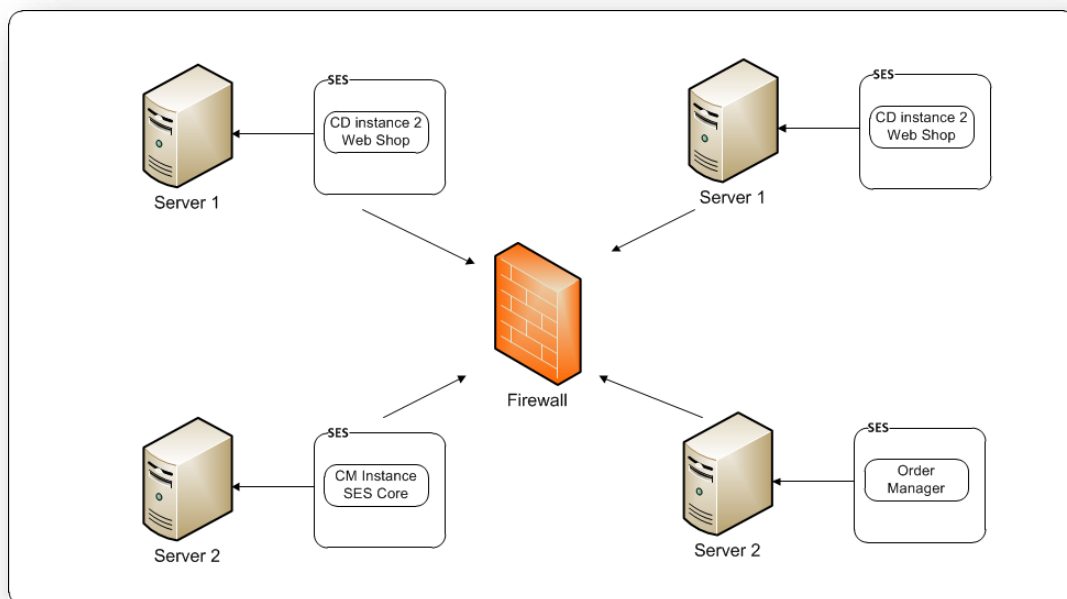 SES
CD instance 2
Web Shop
Server 1
SES
CD instance 2
Web Shop
Server 1
Firewall
SES
CM Instance
SES Core
Server 2
SES
Order
Manager
Server 2